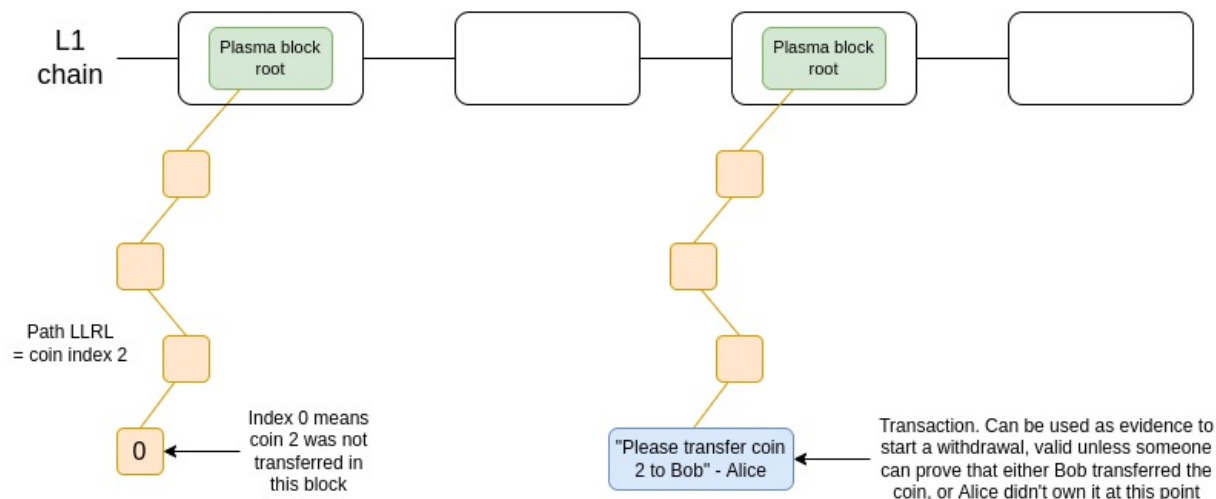 L1
chain
Plasma block
root
Plasma block
root
Path LLRL
= coin index 2
0
Index 0 means
coin 2 was not
transferred in
this block
"Please transfer coin
2 to Bob" - Alice
Transaction. Can be used as evidence to
start a withdrawal, valid unless someone
can prove that either Bob transferred the
coin, or Alice didn't own it at this point